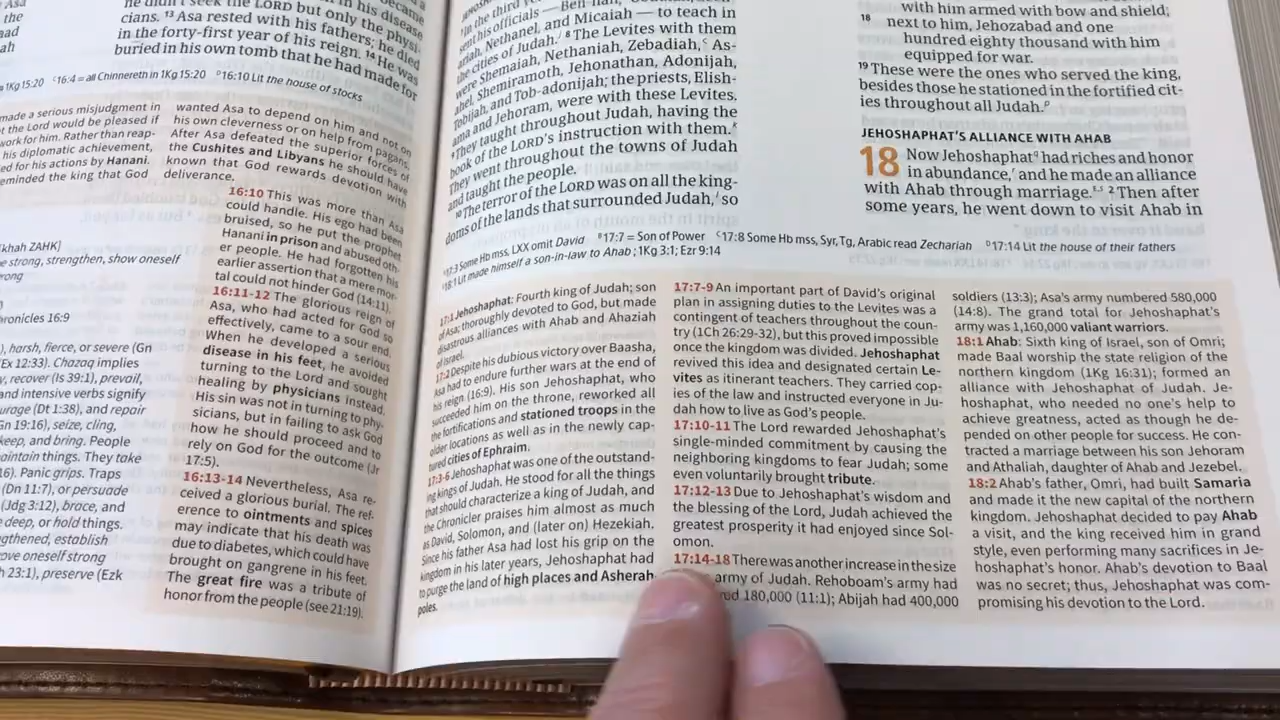 he didn't seek the LORD but only the physi-
cians. 13 Asa rested with his fathers; he died
in the forty-first year of his reign. 14 He was
buried in his own tomb that he had made for
1Kg 15:20 C16:4 = all Chinnereth in 1Kg 15:20 D16:10 Lit the house of stocks
made a serious misjudgment in
the Lord would be pleased if
work for him. Rather than reap-
his diplomatic achievement,
ed for his actions by Hanani.
eminded the king that God
wanted Asa to depend on him and not on
his own cleverness or on help from pagans.
After Asa defeated the superior forces of
the Cushites and Libyans he should have
known that God rewards devotion with
deliverance.
16:10 This was more than Asa
could handle. His ego had been
bruised, so he put the prophet
Hanani in prison and abused oth-
er people. He had forgotten his
earlier assertion that a mere mor-
tal could not hinder God (14:11).
16:11-12 The glorious reign of
Asa, who had acted for God so
effectively, came to a sour end.
When he developed a serious
disease in his feet, he avoided
turning to the Lord and sought
healing by physicians instead.
His sin was not in turning to phy-
sicians, but in failing to ask God
how he should proceed and to
rely on God for the outcome (Jr
17:5).
16:13-14 Nevertheless, Asa re-
ceived a glorious burial. The ref-
erence to ointments and spices
may indicate that his death was
due to diabetes, which could have
brought on gangrene in his feet.
The great fire was a tribute of
honor from the people (see 21:19).
khah ZAHK]
e strong, strengthen, show oneself
rong
hronicles 16:9
), harsh, fierce, or severe (Gn
Ex 12:33). Chazaq implies
y, recover (Is 39:1), prevail,
and intensive verbs signify
urage (Dt 1:38), and repair
Gn 19:16), seize, cling,
keep, and bring. People
aintain things. They take
16). Panic grips. Traps
(Dn 11:7), or persuade
(Jdg 3:12), brace, and
deep, or hold things.
gthened, establish
ove oneself strong
h 23:1), preserve (Ezk
in the third
sent his officials — Ben-hail,
Nethanel, and Micaiah — to teach in
the cities of Judah. 8 The Levites with them
were Shemaiah, Nethaniah, Zebadiah,C As-
ahel, Shemiramoth, Jehonathan, Adonijah,
Tobijah, and Tob-adonijah; the priests, Elish-
ama and Jehoram, were with these Levites.
9 They taught throughout Judah, having the
book of the LORD's instruction with them.
They went throughout the towns of Judah
and taught the people.
10 The terror of the LORD was on all the king-
doms of the lands that surrounded Judah, so
with him armed with bow and shield;
18 next to him, Jehozabad and one
hundred eighty thousand with him
equipped for war.
19 These were the ones who served the king,
besides those he stationed in the fortified cit-
ies throughout all Judah.p
JEHOSHAPHAT'S ALLIANCE WITH AHAB
18 Now Jehoshaphatq had riches and honor
in abundance,r and he made an alliance
with Ahab through marriage.E,s 2 Then after
some years, he went down to visit Ahab in
17:3 Some Hb mss, LXX omit David B17:7 = Son of Power C17:8 Some Hb mss, Syr, Tg, Arabic read Zechariah D17:14 Lit the house of their fathers
18:1 Lit made himself a son-in-law to Ahab; 1Kg 3:1; Ezr 9:14
17:1 Jehoshaphat: Fourth king of Judah; son
of Asa; thoroughly devoted to God, but made
disastrous alliances with Ahab and Ahaziah
of Israel.
17:2 Despite his dubious victory over Baasha,
Asa had to endure further wars at the end of
his reign (16:9). His son Jehoshaphat, who
succeeded him on the throne, reworked all
the fortifications and stationed troops in the
older locations as well as in the newly cap-
tured cities of Ephraim.
17:3-6 Jehoshaphat was one of the outstand-
ing kings of Judah. He stood for all the things
that should characterize a king of Judah, and
the Chronicler praises him almost as much
as David, Solomon, and (later on) Hezekiah.
Since his father Asa had lost his grip on the
kingdom in his later years, Jehoshaphat had
to purge the land of high places and Asherah
poles.
17:7-9 An important part of David's original
plan in assigning duties to the Levites was a
contingent of teachers throughout the coun-
try (1Ch 26:29-32), but this proved impossible
once the kingdom was divided. Jehoshaphat
revived this idea and designated certain Le-
vites as itinerant teachers. They carried cop-
ies of the law and instructed everyone in Ju-
dah how to live as God's people.
17:10-11 The Lord rewarded Jehoshaphat's
single-minded commitment by causing the
neighboring kingdoms to fear Judah; some
even voluntarily brought tribute.
17:12-13 Due to Jehoshaphat's wisdom and
the blessing of the Lord, Judah achieved the
greatest prosperity it had enjoyed since Sol-
omon.
17:14-18 There was another increase in the size
army of Judah. Rehoboam's army had
180,000 (11:1); Abijah had 400,000
soldiers (13:3); Asa's army numbered 580,000
(14:8). The grand total for Jehoshaphat's
army was 1,160,000 valiant warriors.
18:1 Ahab: Sixth king of Israel, son of Omri;
made Baal worship the state religion of the
northern kingdom (1Kg 16:31); formed an
alliance with Jehoshaphat of Judah. Je-
hoshaphat, who needed no one's help to
achieve greatness, acted as though he de-
pended on other people for success. He con-
tracted a marriage between his son Jehoram
and Athaliah, daughter of Ahab and Jezebel.
18:2 Ahab's father, Omri, had built Samaria
and made it the new capital of the northern
kingdom. Jehoshaphat decided to pay Ahab
a visit, and the king received him in grand
style, even performing many sacrifices in Je-
hoshaphat's honor. Ahab's devotion to Baal
was no secret; thus, Jehoshaphat was com-
promising his devotion to the Lord.